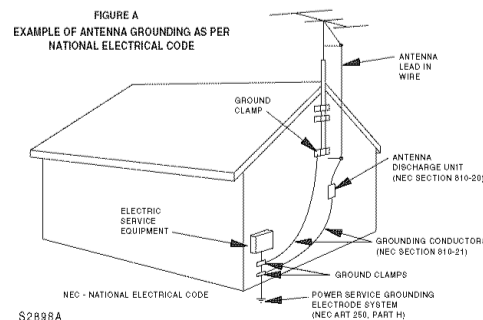 FIGURE A
EXAMPLE OF ANTENNA GROUNDING AS PER
NATIONAL ELECTRICAL CODE
ANTENNA
LEAD IN
WIRE
GROUND
CLAMP
ANTENNA
DISCHARGE UNIT
(NEC SECTION 810-20)
ELECTRIC
SERVICE
EQUIPMENT
GROUNDING CONDUCTORS
(NEC SECTION 810-21)
GROUND CLAMPS
NEC - NATIONAL ELECTRICAL CODE
POWER SERVICE GROUNDING
ELECTRODE SYSTEM
(NEC ART 250, PART H)
S2898A